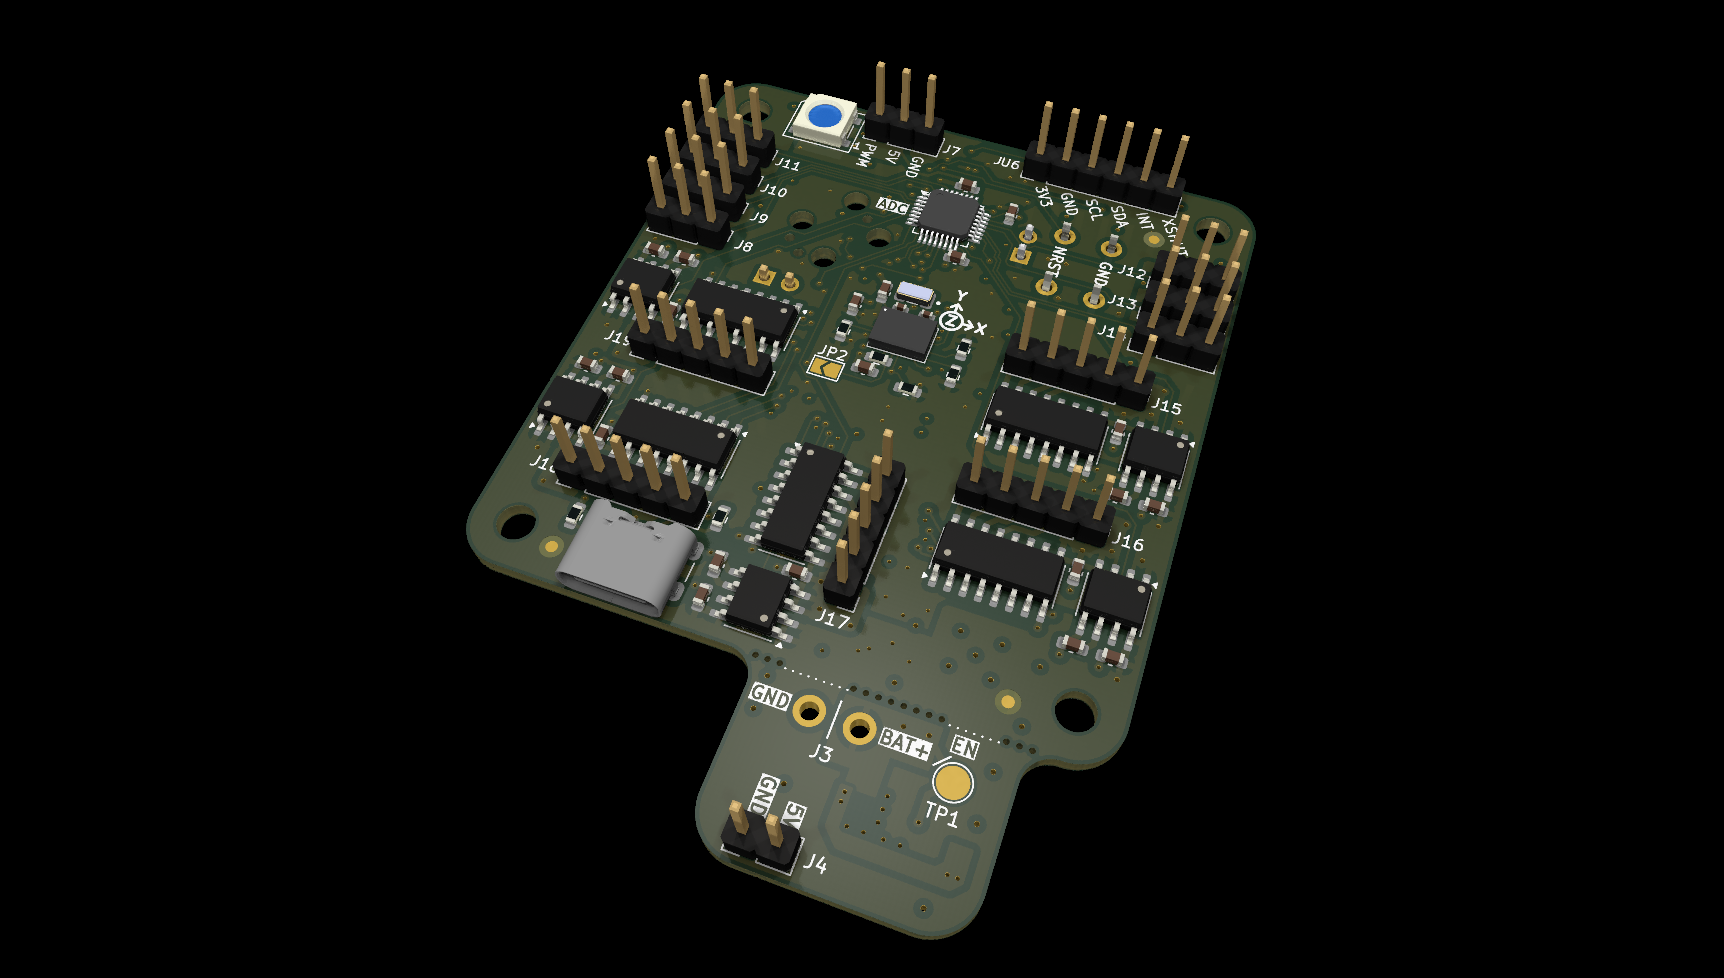 J7
PWM
5V
GND
JU6
3V3
GND
SCL
SDA
INT
J11
J10
J9
J8
ADC
NRST
GND
J12
J13
Y
Z
X
JP2
J15
J16
J17
GND
J3
BAT+
EN
TP1
GND
5V
J4